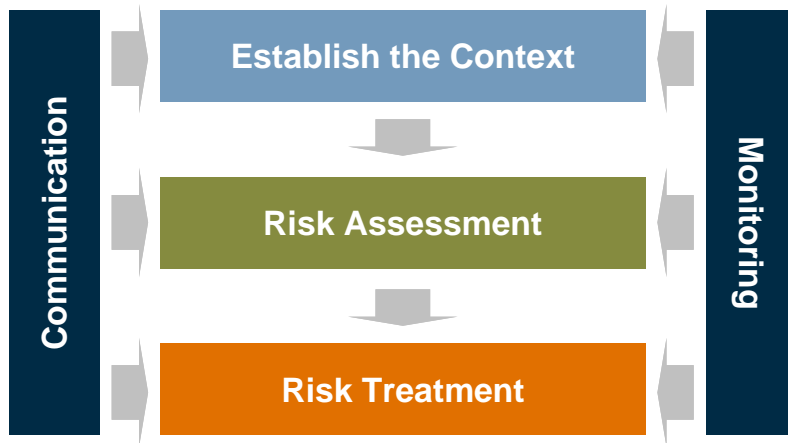 Communication
Establish the Context
Risk Assessment
Risk Treatment
Monitoring